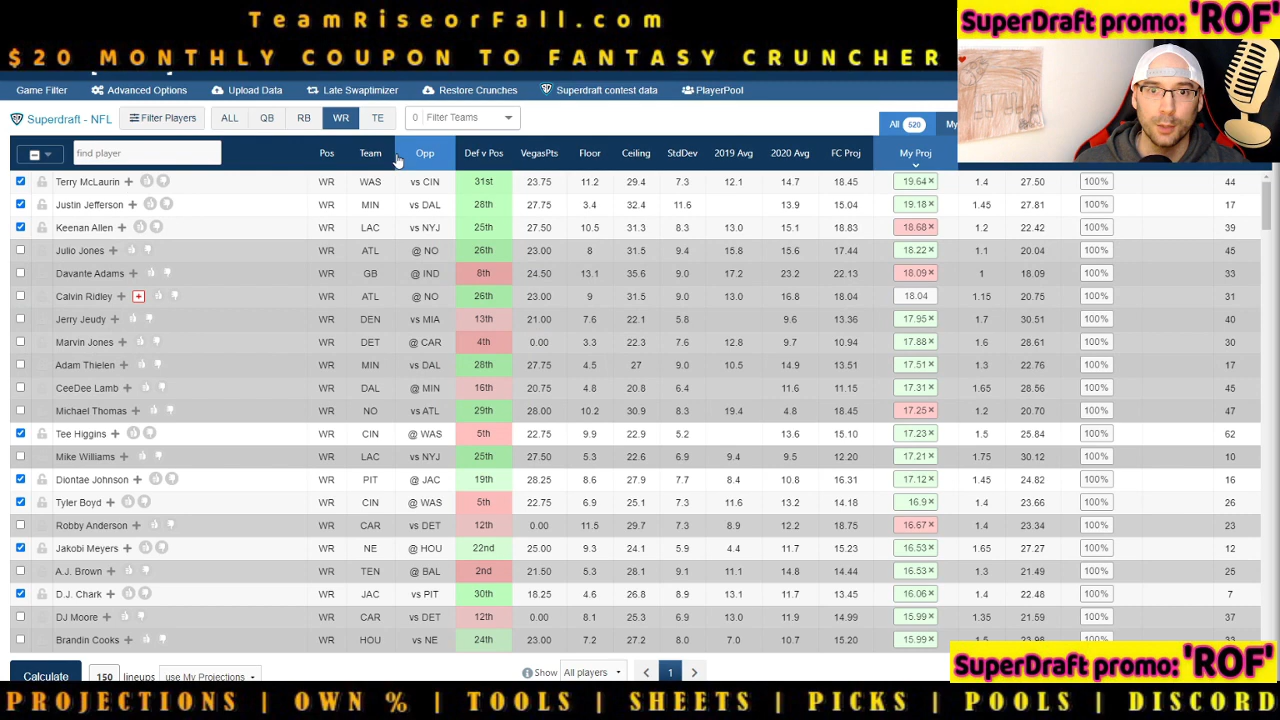 TeamRiseorFall.com
$20 MONTHLY COUPON TO FANTASY CRUNCHER
SuperDraft promo: 'ROF'
Game Filter Advanced Options Upload Data Late Swaptimizer Restore Crunches Superdraft contest data PlayerPool
Superdraft - NFL Filter Players ALL QB RB WR TE 0 Filter Teams All 520 My
find player Pos Team Opp Def v Pos VegasPts Floor Ceiling StdDev 2019 Avg 2020 Avg FC Proj My Proj
Terry McLaurin WR WAS vs CIN 31st 23.75 11.2 29.4 7.3 12.1 14.7 18.45 19.64 × 1.4 27.50 100% 44
Justin Jefferson WR MIN vs DAL 28th 27.75 3.4 32.4 11.6 13.9 15.04 19.18 × 1.45 27.81 100% 17
Keenan Allen WR LAC vs NYJ 25th 27.50 10.5 31.3 8.3 13.0 15.1 18.83 18.68 × 1.2 22.42 100% 39
Julio Jones WR ATL @ NO 26th 23.00 8 31.5 9.4 15.8 15.6 17.44 18.22 × 1.1 20.04 100% 45
Davante Adams WR GB @ IND 8th 24.50 13.1 35.6 9.0 17.2 23.2 22.13 18.09 × 1 18.09 100% 33
Calvin Ridley WR ATL @ NO 26th 23.00 9 31.5 9.0 13.0 16.8 18.04 18.04 1.15 20.75 100% 31
Jerry Jeudy WR DEN vs MIA 13th 21.00 7.6 22.1 5.8 9.6 13.36 17.95 × 1.7 30.51 100% 40
Marvin Jones WR DET @ CAR 4th 0.00 3.3 22.3 7.6 12.8 9.7 10.94 17.88 × 1.6 28.61 100% 30
Adam Thielen WR MIN vs DAL 28th 27.75 4.5 27 9.0 10.5 14.9 13.51 17.51 × 1.3 22.76 100% 17
CeeDee Lamb WR DAL @ MIN 16th 20.75 4.8 20.8 6.4 11.6 11.15 17.31 × 1.65 28.56 100% 45
Michael Thomas WR NO vs ATL 29th 28.00 10.2 30.9 8.3 19.4 4.8 18.45 17.25 × 1.2 20.70 100% 47
Tee Higgins WR CIN @ WAS 5th 22.75 9.9 22.9 5.2 13.6 15.10 17.23 × 1.5 25.84 100% 62
Mike Williams WR LAC vs NYJ 25th 27.50 5.3 22.6 6.9 9.4 9.5 12.20 17.21 × 1.75 30.12 100% 10
Diontae Johnson WR PIT @ JAC 19th 28.25 8.6 27.9 7.7 8.4 10.8 16.31 17.12 × 1.45 24.82 100% 16
Tyler Boyd WR CIN @ WAS 5th 22.75 6.9 25.1 7.3 11.6 13.2 14.18 16.9 × 1.4 23.66 100% 26
Robby Anderson WR CAR vs DET 12th 0.00 11.5 29.7 7.3 8.9 12.2 18.75 16.67 × 1.4 23.34 100% 23
Jakobi Meyers WR NE @ HOU 22nd 25.00 9.3 24.1 5.9 4.4 11.7 15.23 16.53 × 1.65 27.27 100% 12
A.J. Brown WR TEN @ BAL 2nd 21.50 5.3 28.1 9.1 11.1 14.8 14.44 16.53 × 1.3 21.49 100% 25
D.J. Chark WR JAC vs PIT 30th 18.25 4.6 26.8 8.9 13.1 11.7 13.45 16.06 × 1.4 22.48 100% 7
DJ Moore WR CAR vs DET 12th 0.00 8.1 25.3 8.9 13.0 11.9 14.99 15.99 × 1.35 21.59 100% 37
Brandin Cooks WR HOU vs NE 24th 23.00 7.2 27.2 8.0 7.0 10.7 15.20 15.99 × 1.5 23.98 100% 33
Calculate 150 lineups use My Projections Show All players 1
SuperDraft promo: 'ROF'
PROJECTIONS | OWN % | TOOLS | SHEETS | PICKS | POOLS | DISCORD